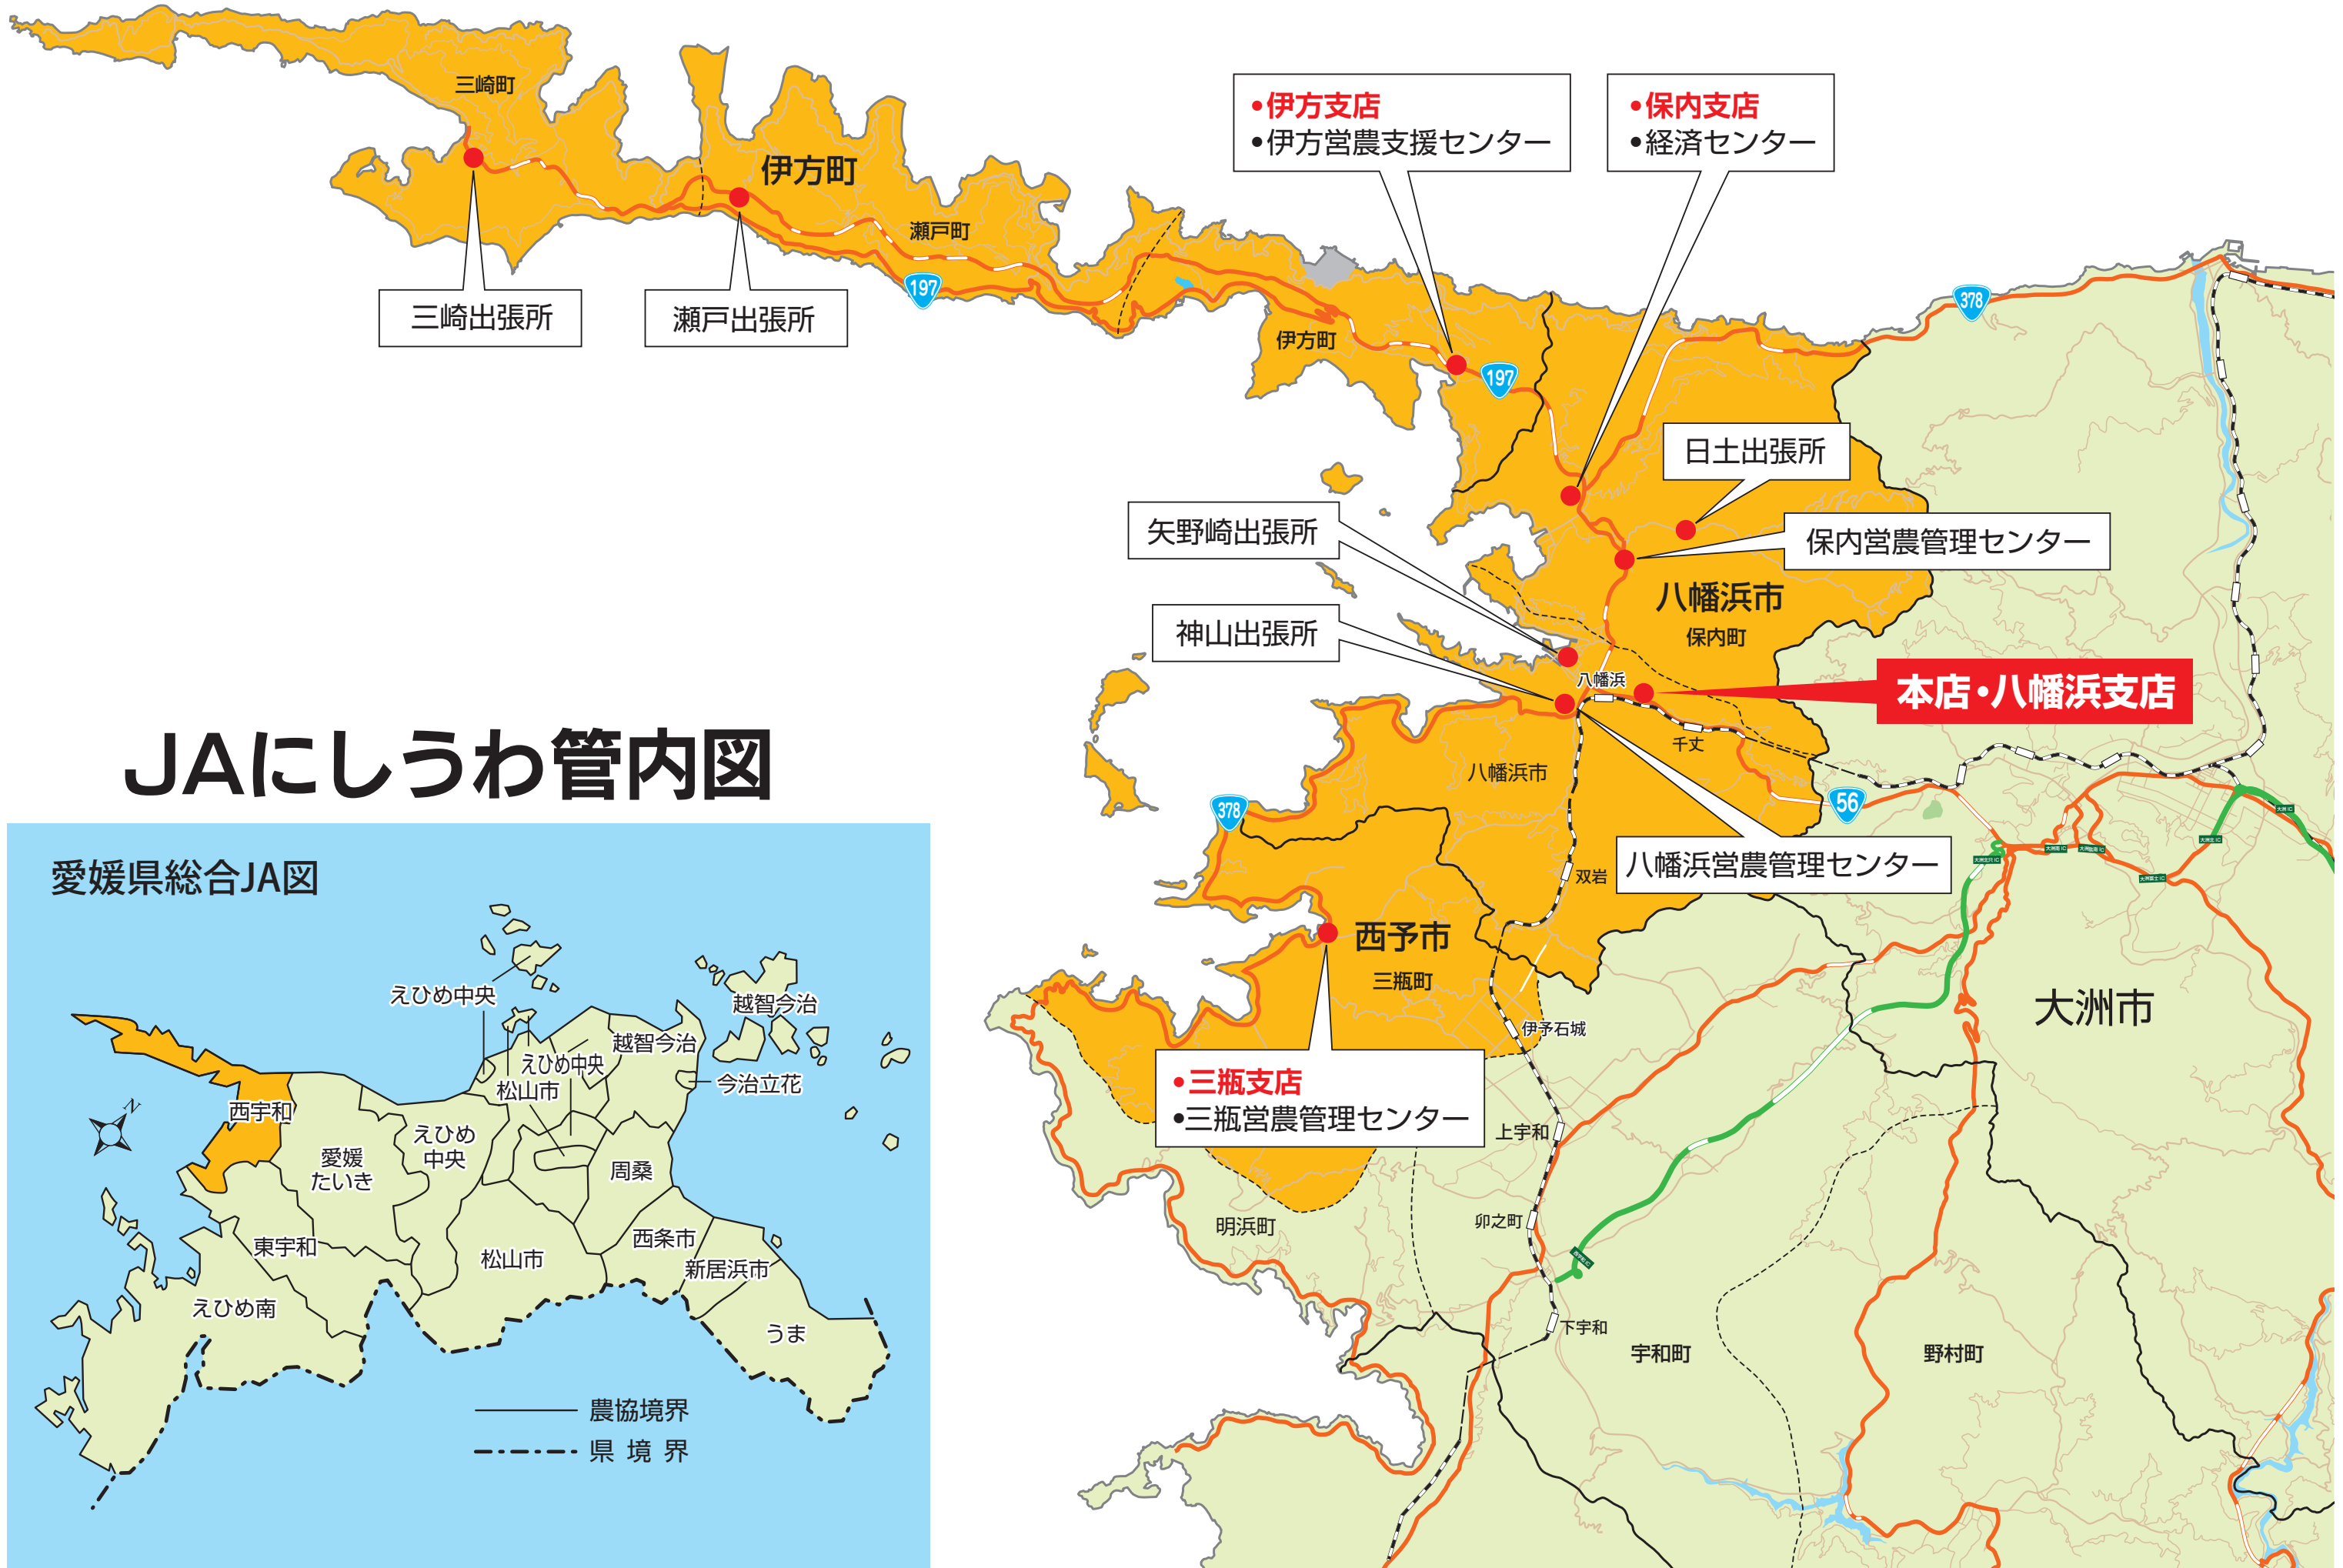 三崎町
伊方町
瀬戸町
197
三崎出張所
瀬戸出張所
•伊方支店
•伊方営農支援センター
•保内支店
•経済センター
378
伊方町
197
日土出張所
矢野崎出張所
保内営農管理センター
八幡浜市
保内町
神山出張所
八幡浜
本店・八幡浜支店
千丈
八幡浜市
378
56
八幡浜営農管理センター
双岩
西予市
三瓶町
伊予石城
大洲市
•三瓶支店
•三瓶営農管理センター
上宇和
卯之町
明浜町
下宇和
宇和町
野村町
JAにしうわ管内図
愛媛県総合JA図
えひめ中央
越智今治
越智今治
えひめ中央
松山市
今治立花
西宇和
N
えひめ
中央
愛媛
たいき
周桑
東宇和
松山市
西条市
新居浜市
えひめ南
うま
農協境界
県境界